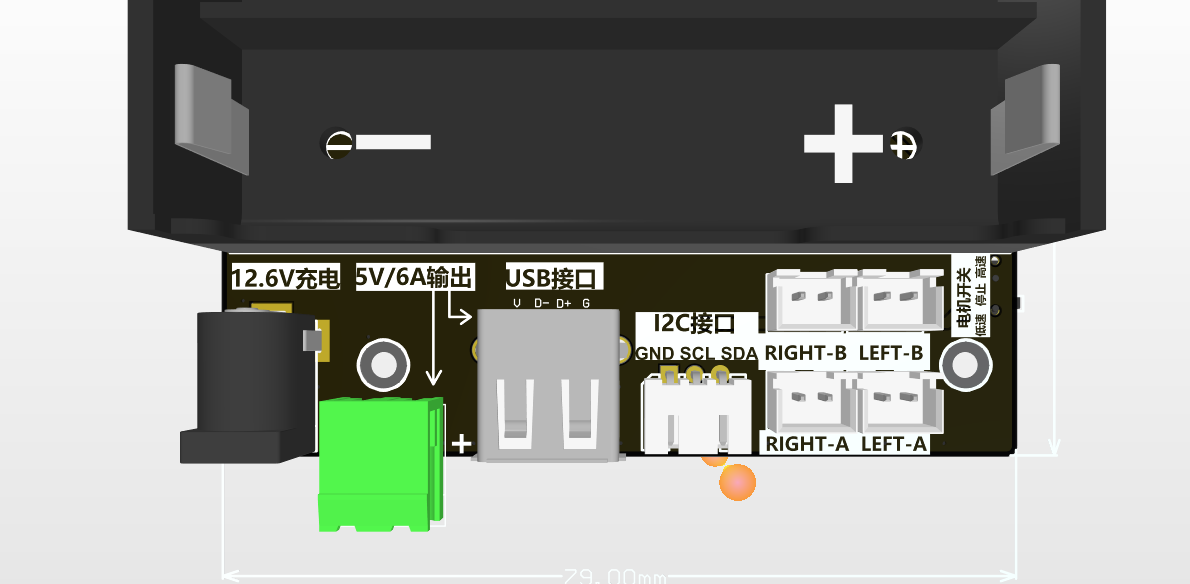 12.6V充电
5V/6A输出
USB接口
V D- D+ G
I2C接口
GND SCL SDA
RIGHT-B LEFT-B
RIGHT-A LEFT-A
电机开关
低速 停止 高速
+
79.00mm